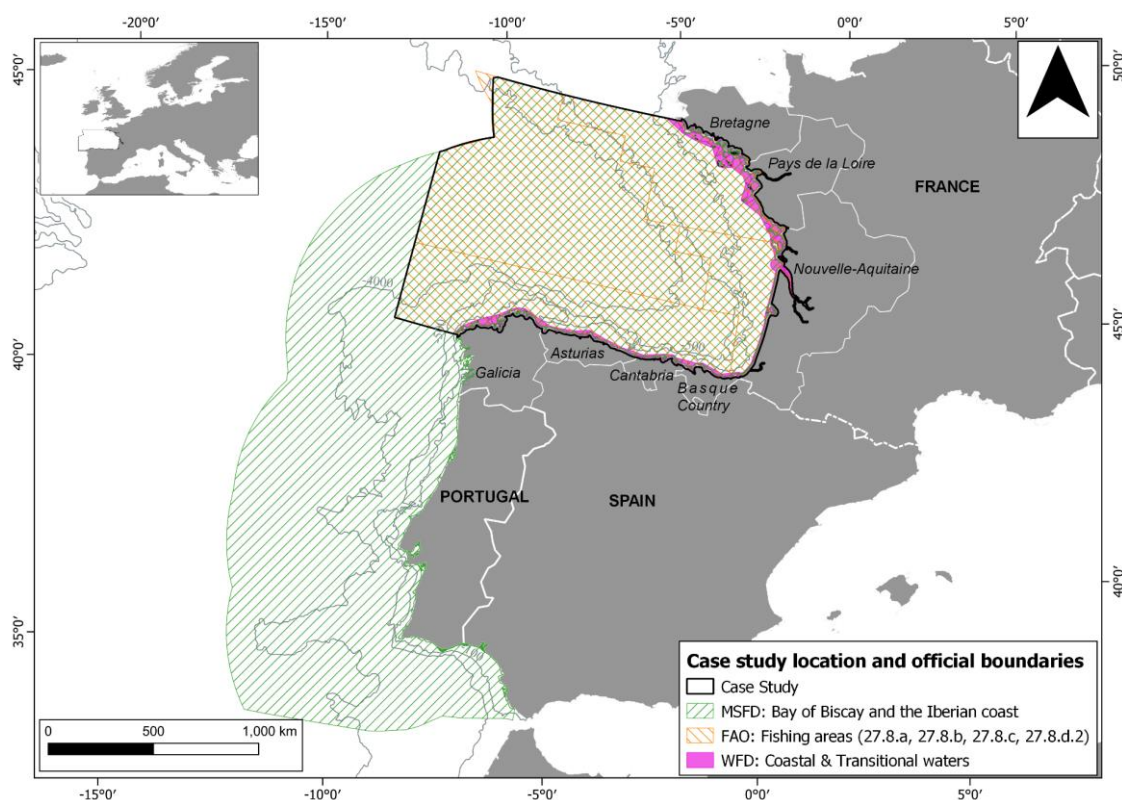 -20°0′ -15°0′ -10°0′ -5°0′ 0°0′ 5°0′
45°0′
50°0′
Bretagne
Pays de la Loire
FRANCE
Nouvelle-Aquitaine
-4000
45°0′
40°0′
-500
Asturias
Galicia
Cantabria
Basque
Country
PORTUGAL
SPAIN
40°0′
35°0′
Case study location and official boundaries
Case Study
MSFD: Bay of Biscay and the Iberian coast
FAO: Fishing areas (27.8.a, 27.8.b, 27.8.c, 27.8.d.2)
WFD: Coastal & Transitional waters
0 500 1,000 km
-15°0′ -10°0′ -5°0′ 0°0′ 5°0′